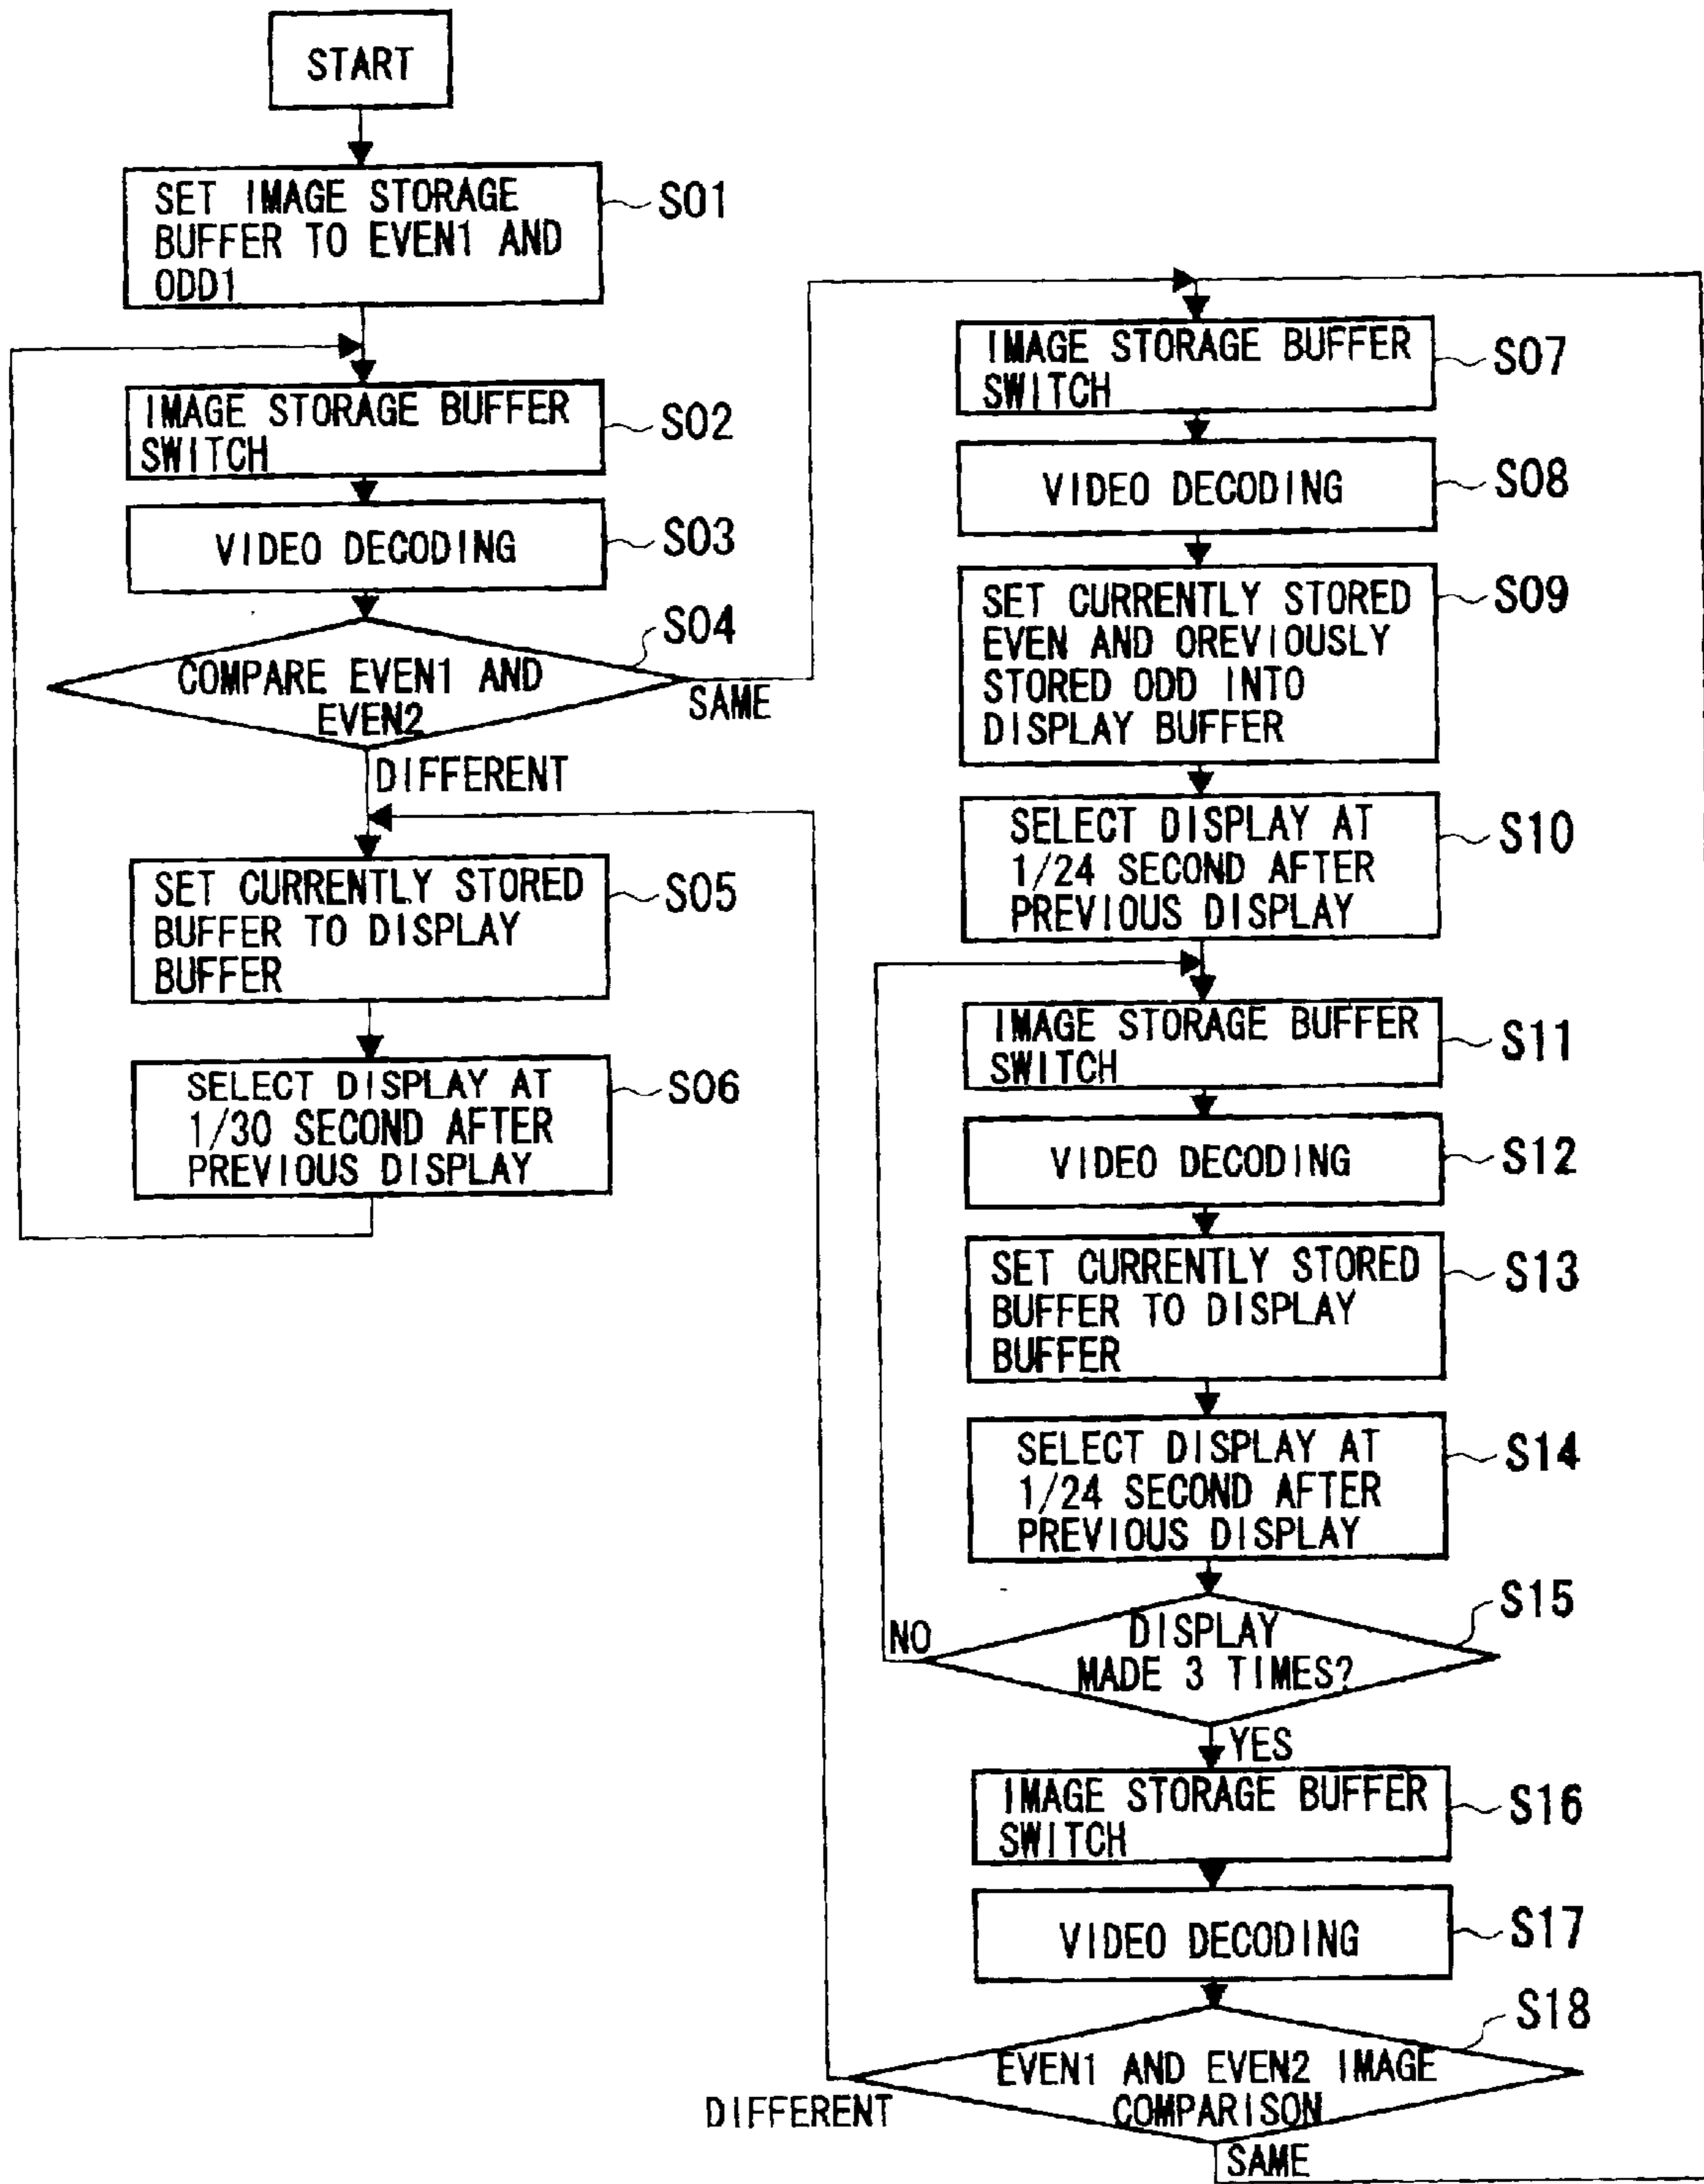 START
SET IMAGE STORAGE
BUFFER TO EVEN1 AND
ODD1
S01
IMAGE STORAGE BUFFER
SWITCH
S02
VIDEO DECODING
S03
COMPARE EVEN1 AND
EVEN2
S04
SAME
DIFFERENT
SET CURRENTLY STORED
BUFFER TO DISPLAY
BUFFER
S05
SELECT DISPLAY AT
1/30 SECOND AFTER
PREVIOUS DISPLAY
S06
IMAGE STORAGE BUFFER
SWITCH
S07
VIDEO DECODING
S08
SET CURRENTLY STORED
EVEN AND OREVIOUSLY
STORED ODD INTO
DISPLAY BUFFER
S09
SELECT DISPLAY AT
1/24 SECOND AFTER
PREVIOUS DISPLAY
S10
IMAGE STORAGE BUFFER
SWITCH
S11
VIDEO DECODING
S12
SET CURRENTLY STORED
BUFFER TO DISPLAY
BUFFER
S13
SELECT DISPLAY AT
1/24 SECOND AFTER
PREVIOUS DISPLAY
S14
DISPLAY
MADE 3 TIMES?
S15
NO
YES
IMAGE STORAGE BUFFER
SWITCH
S16
VIDEO DECODING
S17
EVEN1 AND EVEN2 IMAGE
COMPARISON
S18
DIFFERENT
SAME